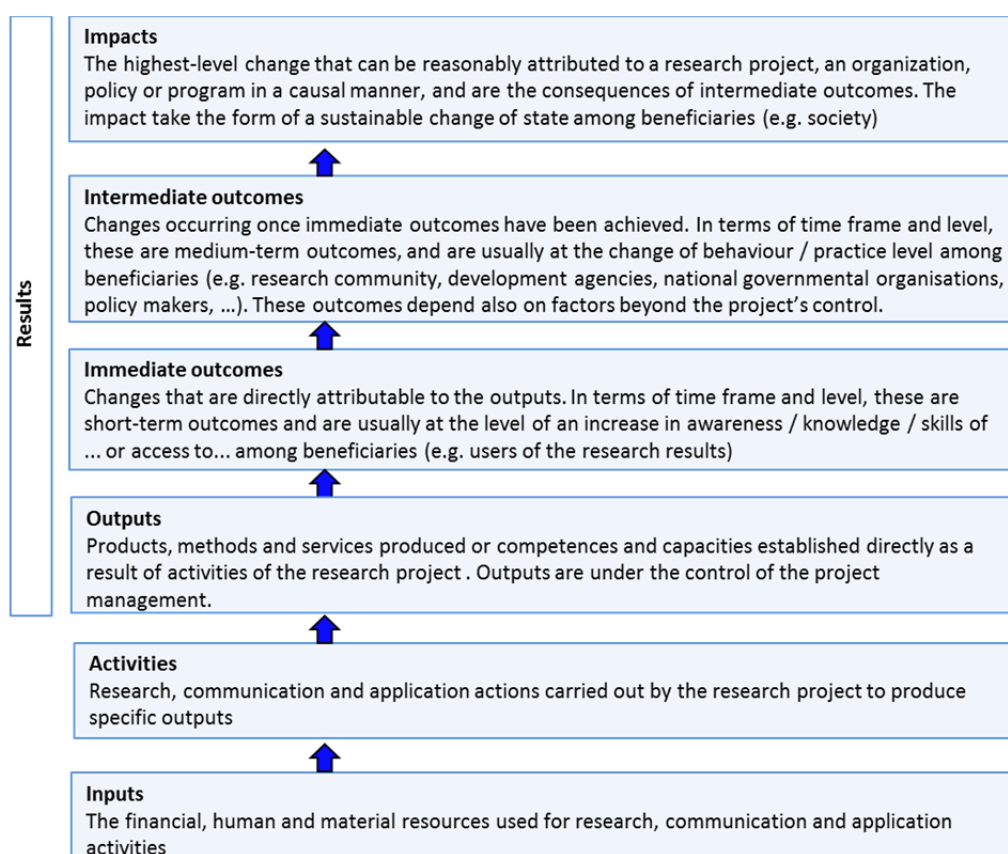 Results
Impacts
The highest-level change that can be reasonably attributed to a research project, an organization,
policy or program in a causal manner, and are the consequences of intermediate outcomes. The
impact take the form of a sustainable change of state among beneficiaries (e.g. society)
Intermediate outcomes
Changes occurring once immediate outcomes have been achieved. In terms of time frame and level,
these are medium-term outcomes, and are usually at the change of behaviour / practice level among
beneficiaries (e.g. research community, development agencies, national governmental organisations,
policy makers, ...). These outcomes depend also on factors beyond the project's control.
Immediate outcomes
Changes that are directly attributable to the outputs. In terms of time frame and level, these are
short-term outcomes and are usually at the level of an increase in awareness / knowledge / skills of
... or access to... among beneficiaries (e.g. users of the research results)
Outputs
Products, methods and services produced or competences and capacities established directly as a
result of activities of the research project . Outputs are under the control of the project
management.
Activities
Research, communication and application actions carried out by the research project to produce
specific outputs
Inputs
The financial, human and material resources used for research, communication and application
activities